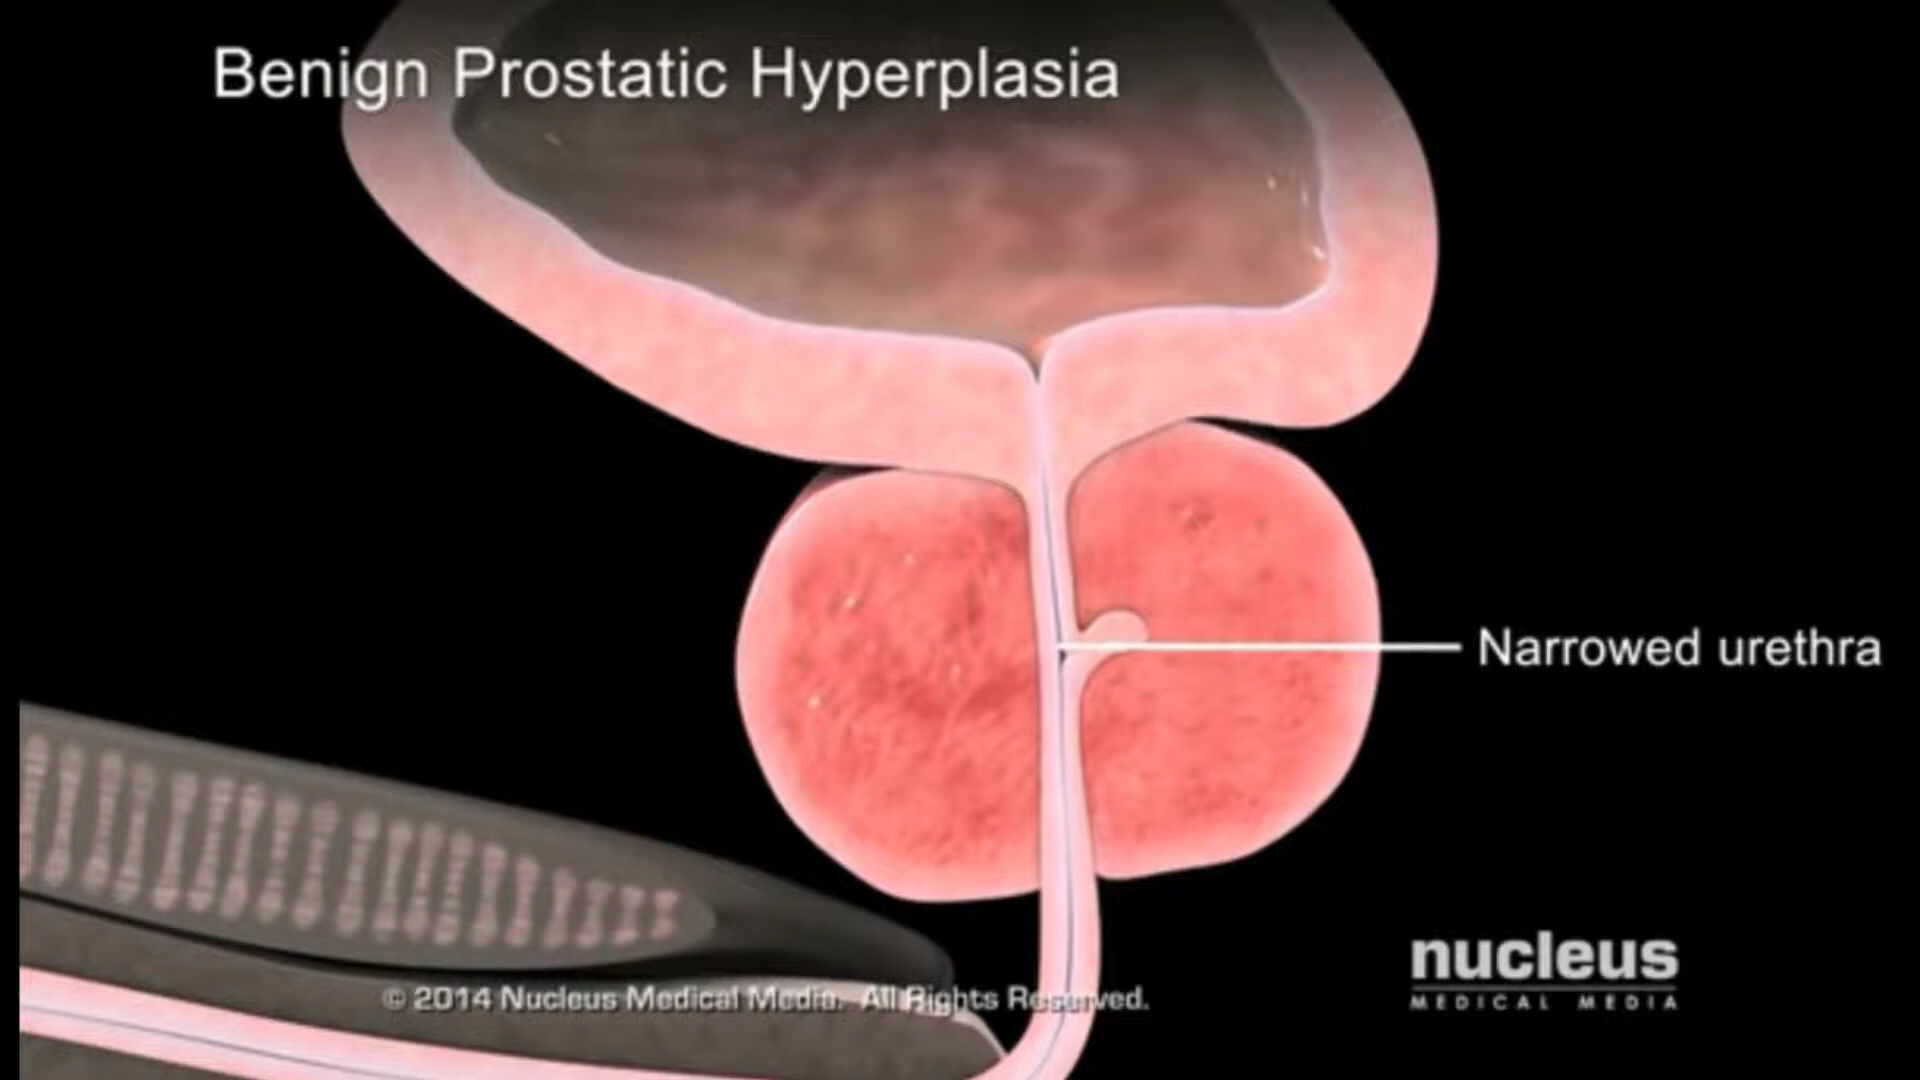 Benign Prostatic Hyperplasia
Narrowed urethra
nucleus
MEDICAL MEDIA
© 2014 Nucleus Medical Media. All Rights Reserved.